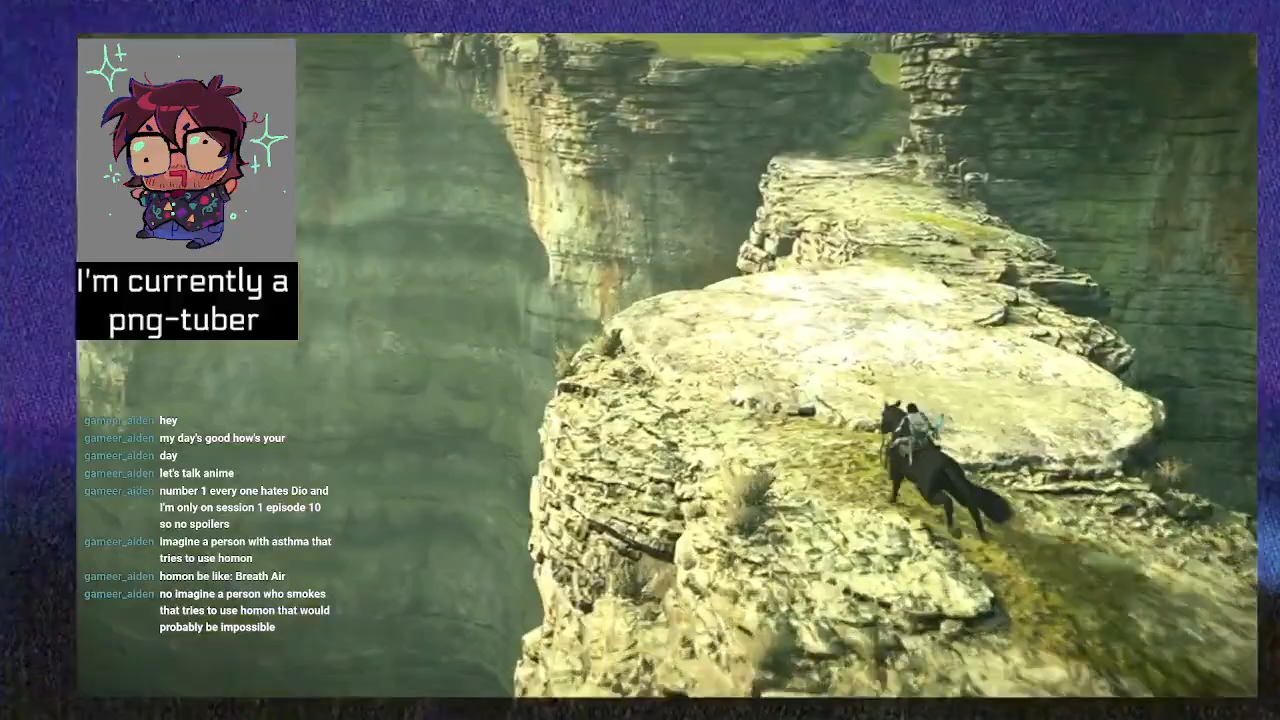 I'm currently a
png-tuber
gameer_aiden hey
gameer_aiden my day's good how's your
gameer_aiden day
gameer_aiden let's talk anime
gameer_aiden number 1 every one hates Dio and
I'm only on session 1 episode 10
so no spoilers
gameer_aiden imagine a person with asthma that
tries to use homon
gameer_aiden homon be like: Breath Air
gameer_aiden no imagine a person who smokes
that tries to use homon that would
probably be impossible